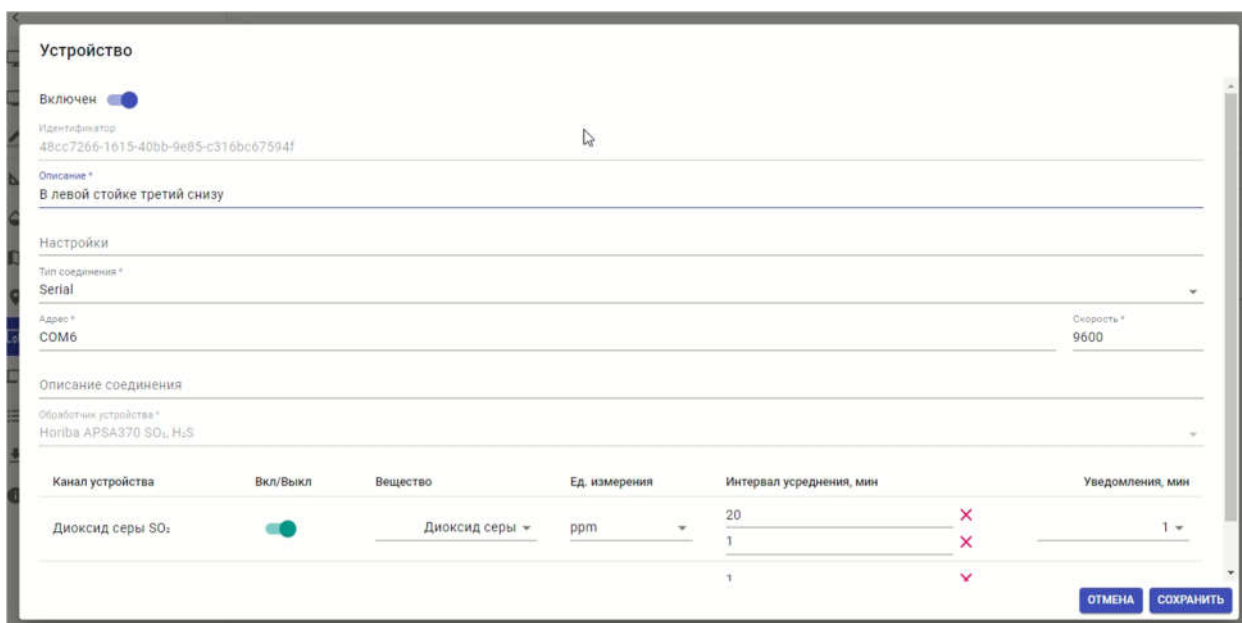 Устройство
Включен
Идентификатор
48cc7266-1615-40bb-9e85-c316bc67594f
Описание *
В левой стойке третий снизу
Настройки
Тип соединения *
Serial
Адрес * Скорость *
COM6 9600
Описание соединения
Обработчик устройства *
Horiba APSA370 SO₂, H₂S
Канал устройства Вкл/Выкл Вещество Ед. измерения Интервал усреднения, мин Уведомления, мин
20
Диоксид серы SO₂ Диоксид серы ppm 1
1
1
ОТМЕНА СОХРАНИТЬ